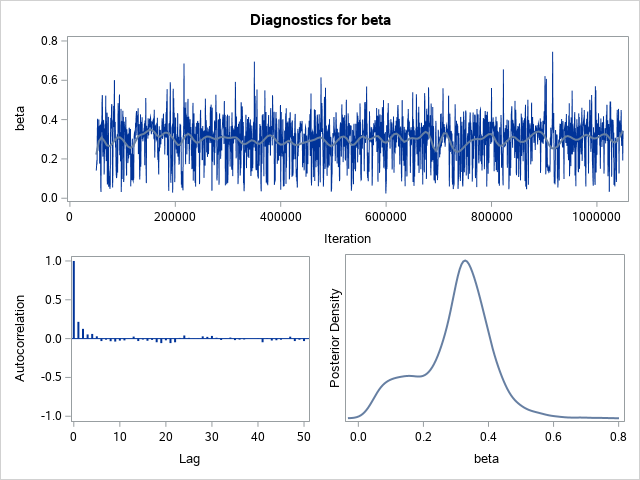 Diagnostics for beta
beta
0.8
0.6
0.4
0.2
0.0
0 200000 400000 600000 800000 1000000
Iteration
Autocorrelation
1.0
0.5
0.0
-0.5
-1.0
0 10 20 30 40 50
Lag
Posterior Density
0.0 0.2 0.4 0.6 0.8
beta